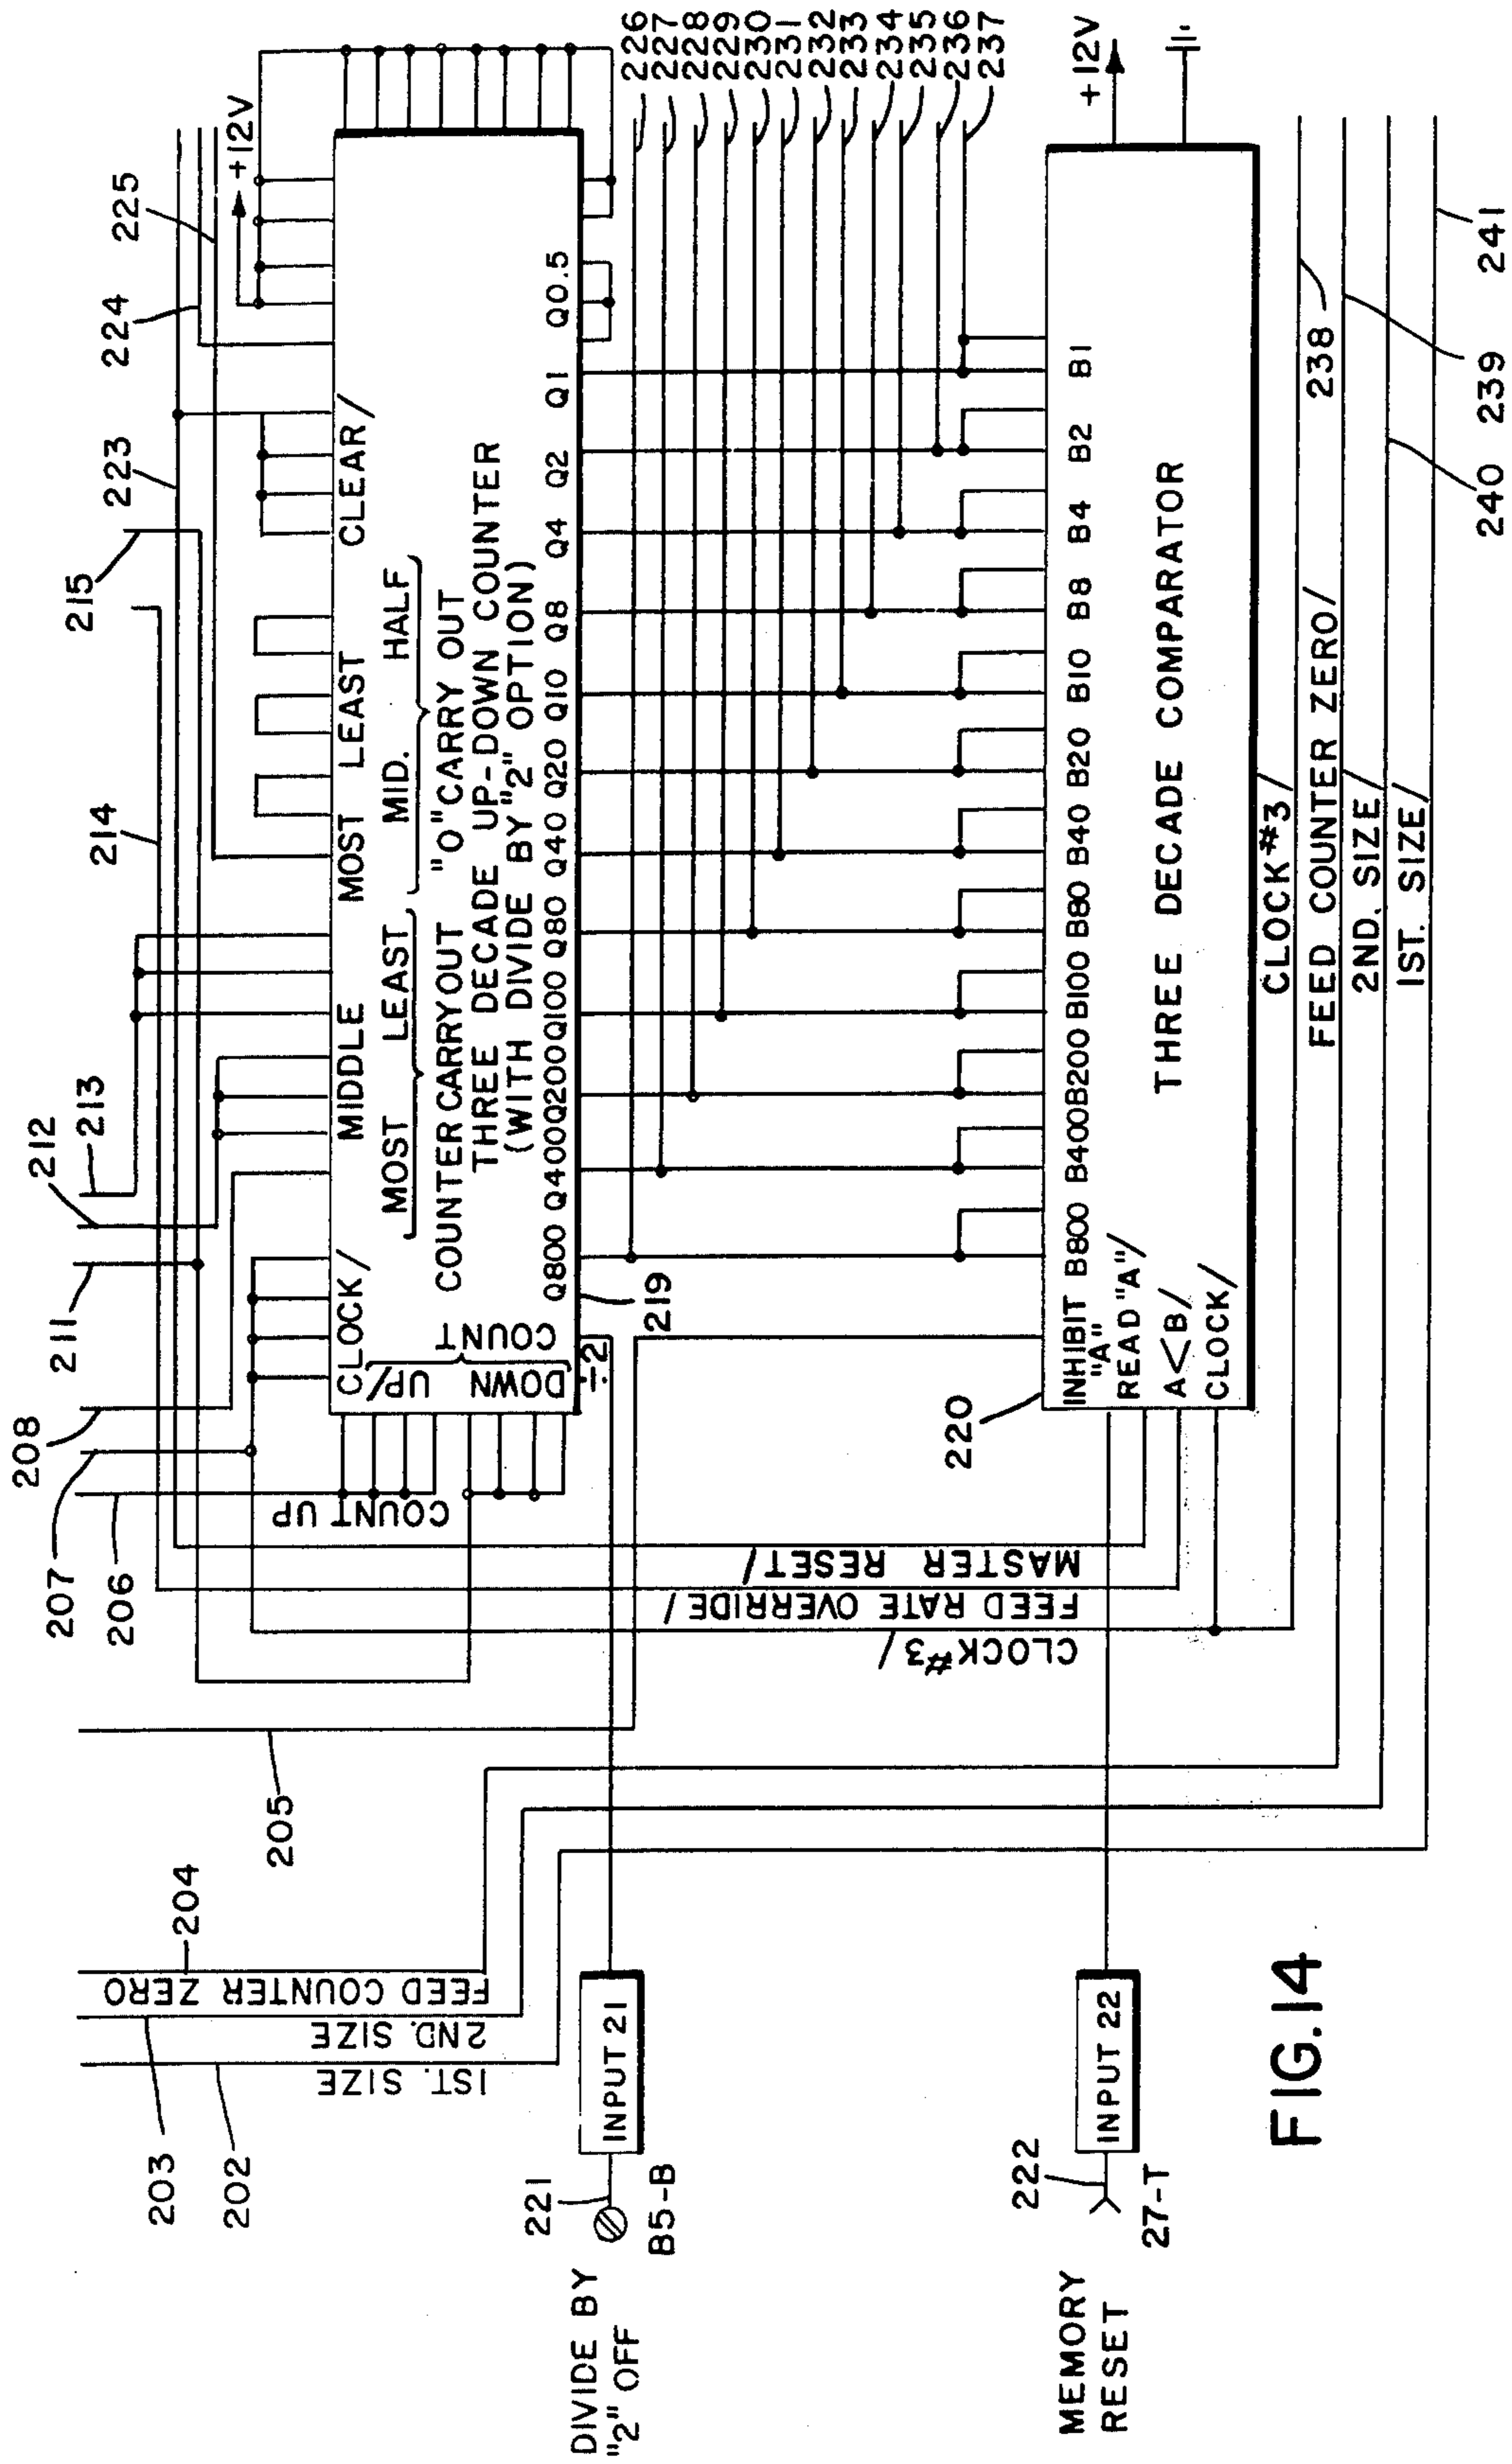 206
207
208
211
212
213
214
215
223
224
225
+12V
CLOCK/
MIDDLE
MOST LEAST
CLEAR/
MOST LEAST
MID. HALF
COUNTER CARRYOUT "0" CARRY OUT
THREE DECADE UP-DOWN COUNTER
(WITH DIVIDE BY "2" OPTION)
UP/
DOWN
COUNT
÷2
Q800 Q400 Q200 Q100 Q80 Q40 Q20 Q10 Q8 Q4 Q2 Q1 Q0.5
219
COUNT UP
MASTER RESET/
FEED RATE OVERRIDE/
CLOCK #3/
205
204
FEED COUNTER ZERO
2ND. SIZE
1ST. SIZE
203
202
226
227
228
229
230
231
232
233
234
235
236
237
DIVIDE BY
"2" OFF
221
B5-B
INPUT 21
220
INHIBIT
"A"
B800 B400 B200 B100 B80 B40 B20 B10 B8 B4 B2 B1
READ "A"/
A<B/
CLOCK/
THREE DECADE COMPARATOR
+12V
MEMORY
RESET
222
27-T
INPUT 22
CLOCK #3/
FEED COUNTER ZERO/
2ND. SIZE/
1ST. SIZE/
238
239
240
241
FIG.14